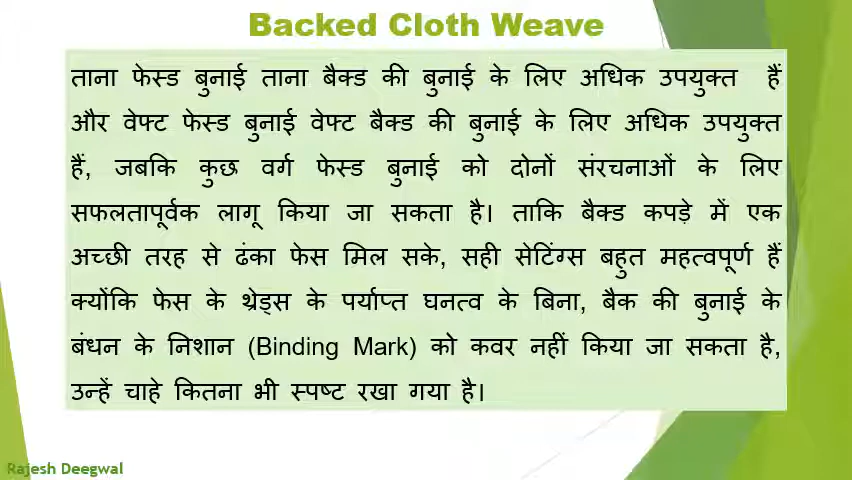 Backed Cloth Weave
ताना फेस्ड बुनाई ताना बैक्ड की बुनाई के लिए अधिक उपयुक्त हैं
और वेफ्ट फेस्ड बुनाई वेफ्ट बैक्ड की बुनाई के लिए अधिक उपयुक्त
हैं, जबकि कुछ वर्ग फेस्ड बुनाई को दोनों संरचनाओं के लिए
सफलतापूर्वक लागू किया जा सकता है। ताकि बैक्ड कपड़े में एक
अच्छी तरह से ढंका फेस मिल सके, सही सेटिंग्स बहुत महत्वपूर्ण हैं
क्योंकि फेस के थ्रेड्स के पर्याप्त घनत्व के बिना, बैक की बुनाई के
बंधन के निशान (Binding Mark) को कवर नहीं किया जा सकता है,
उन्हें चाहे कितना भी स्पष्ट रखा गया है।
Rajesh Deegwal